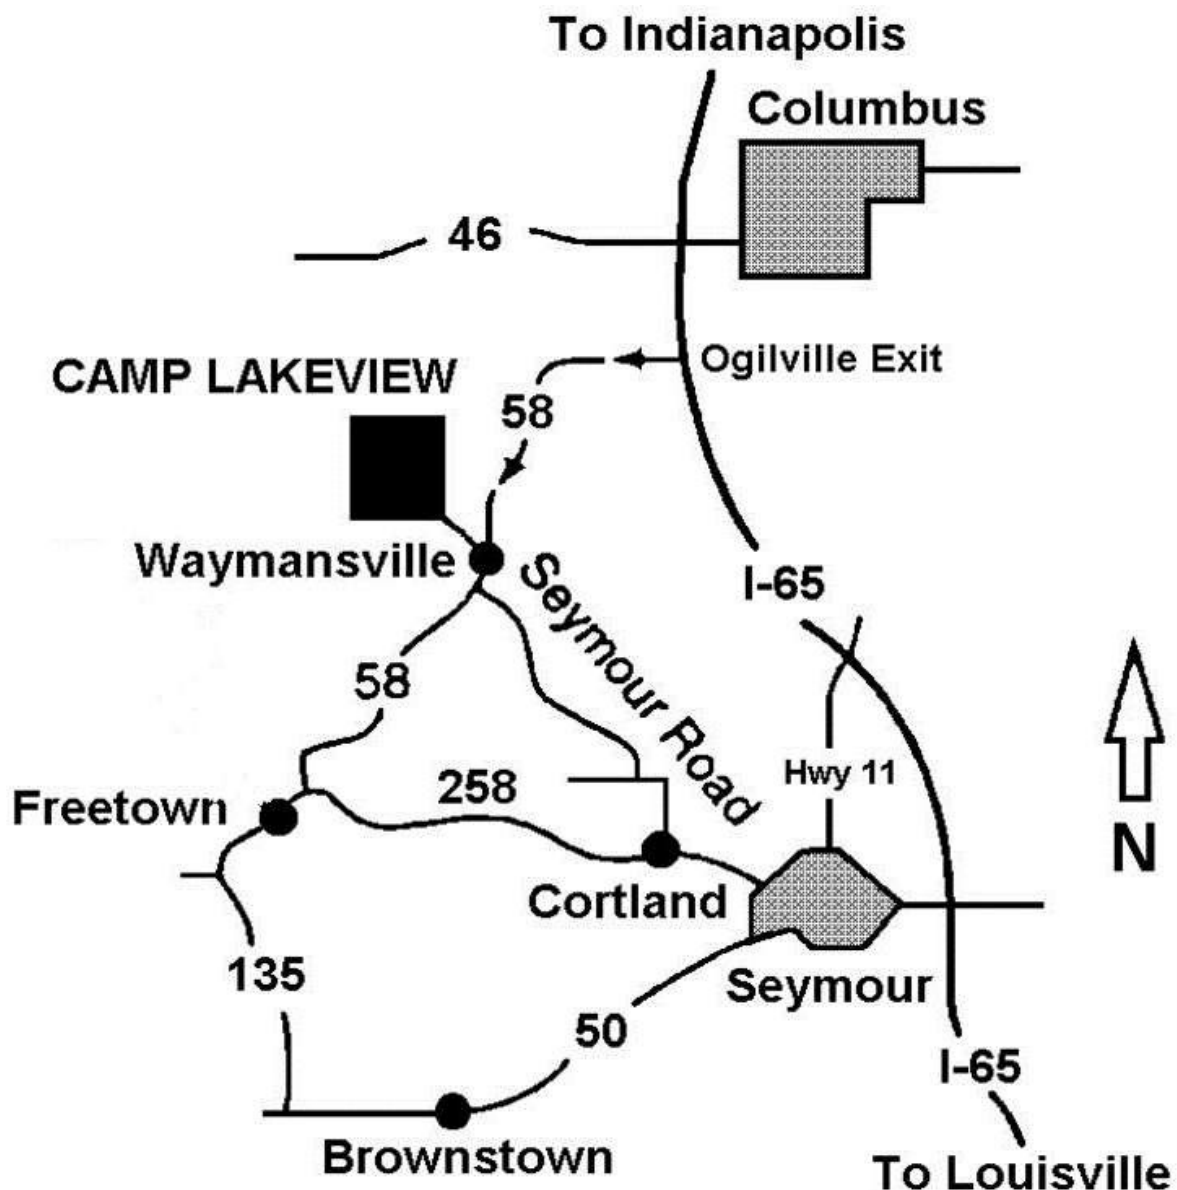 To Indianapolis
Columbus
46
Ogilville Exit
CAMP LAKEVIEW
58
Waymansville
Seymour Road
I-65
58
Hwy 11
258
Freetown
N
Cortland
135
Seymour
50
I-65
Brownstown
To Louisville